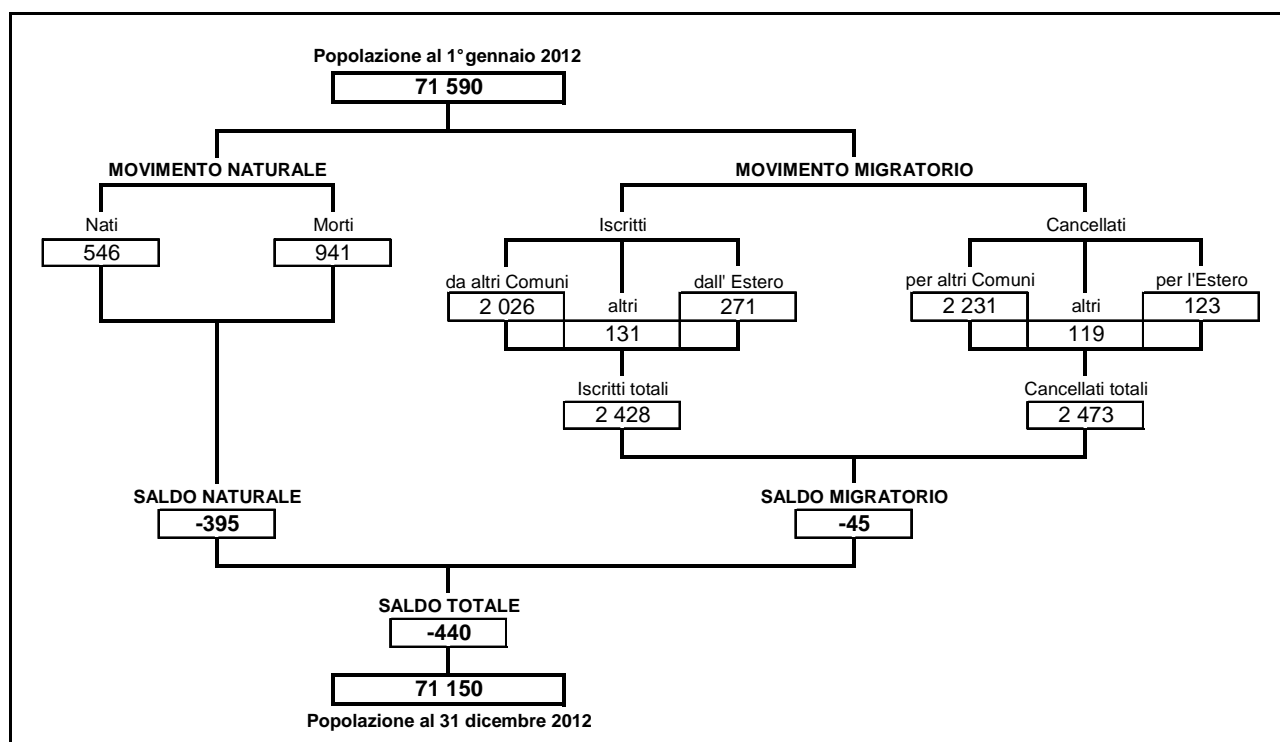 Popolazione al 1° gennaio 2012
71 590
MOVIMENTO NATURALE
MOVIMENTO MIGRATORIO
Nati
Morti
Iscritti
Cancellati
546
941
da altri Comuni
altri
dall' Estero
2 026
131
271
per altri Comuni
altri
per l'Estero
2 231
119
123
Iscritti totali
2 428
Cancellati totali
2 473
SALDO NATURALE
-395
SALDO MIGRATORIO
-45
SALDO TOTALE
-440
71 150
Popolazione al 31 dicembre 2012